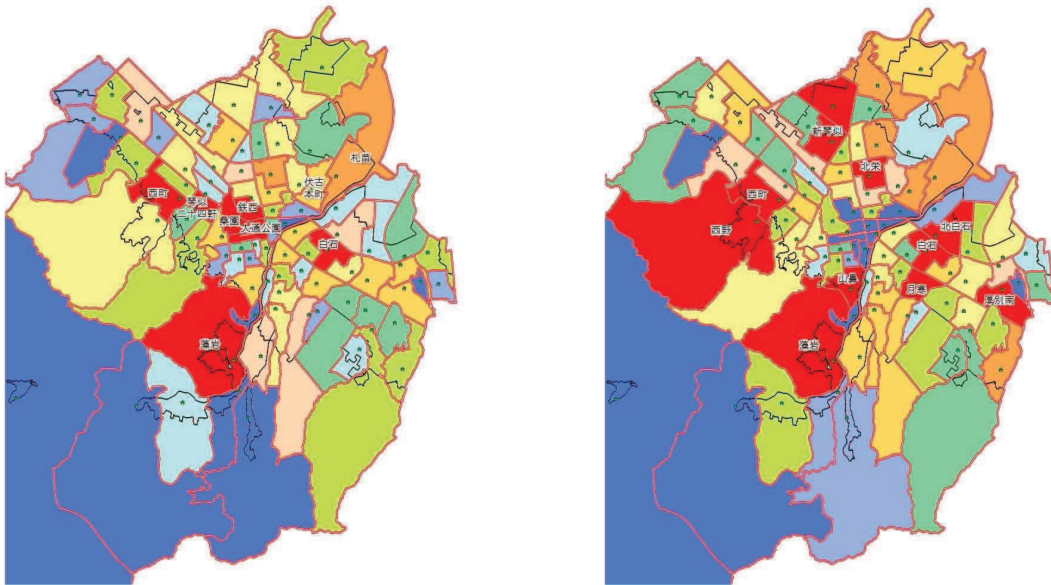 札苗
伏古
本町
西町
琴似
二十四軒
鉄西
桑園
大通公園
白石
藻岩
新琴似
北栄
西町
西野
北白石
白石
山鼻
月寒
厚別南
藻岩